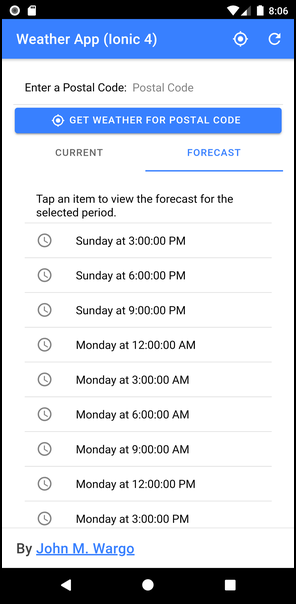 8:06
Weather App (Ionic 4)
Enter a Postal Code: Postal Code
GET WEATHER FOR POSTAL CODE
CURRENT FORECAST
Tap an item to view the forecast for the
selected period.
Sunday at 3:00:00 PM
Sunday at 6:00:00 PM
Sunday at 9:00:00 PM
Monday at 12:00:00 AM
Monday at 3:00:00 AM
Monday at 6:00:00 AM
Monday at 9:00:00 AM
Monday at 12:00:00 PM
Monday at 3:00:00 PM
By John M. Wargo